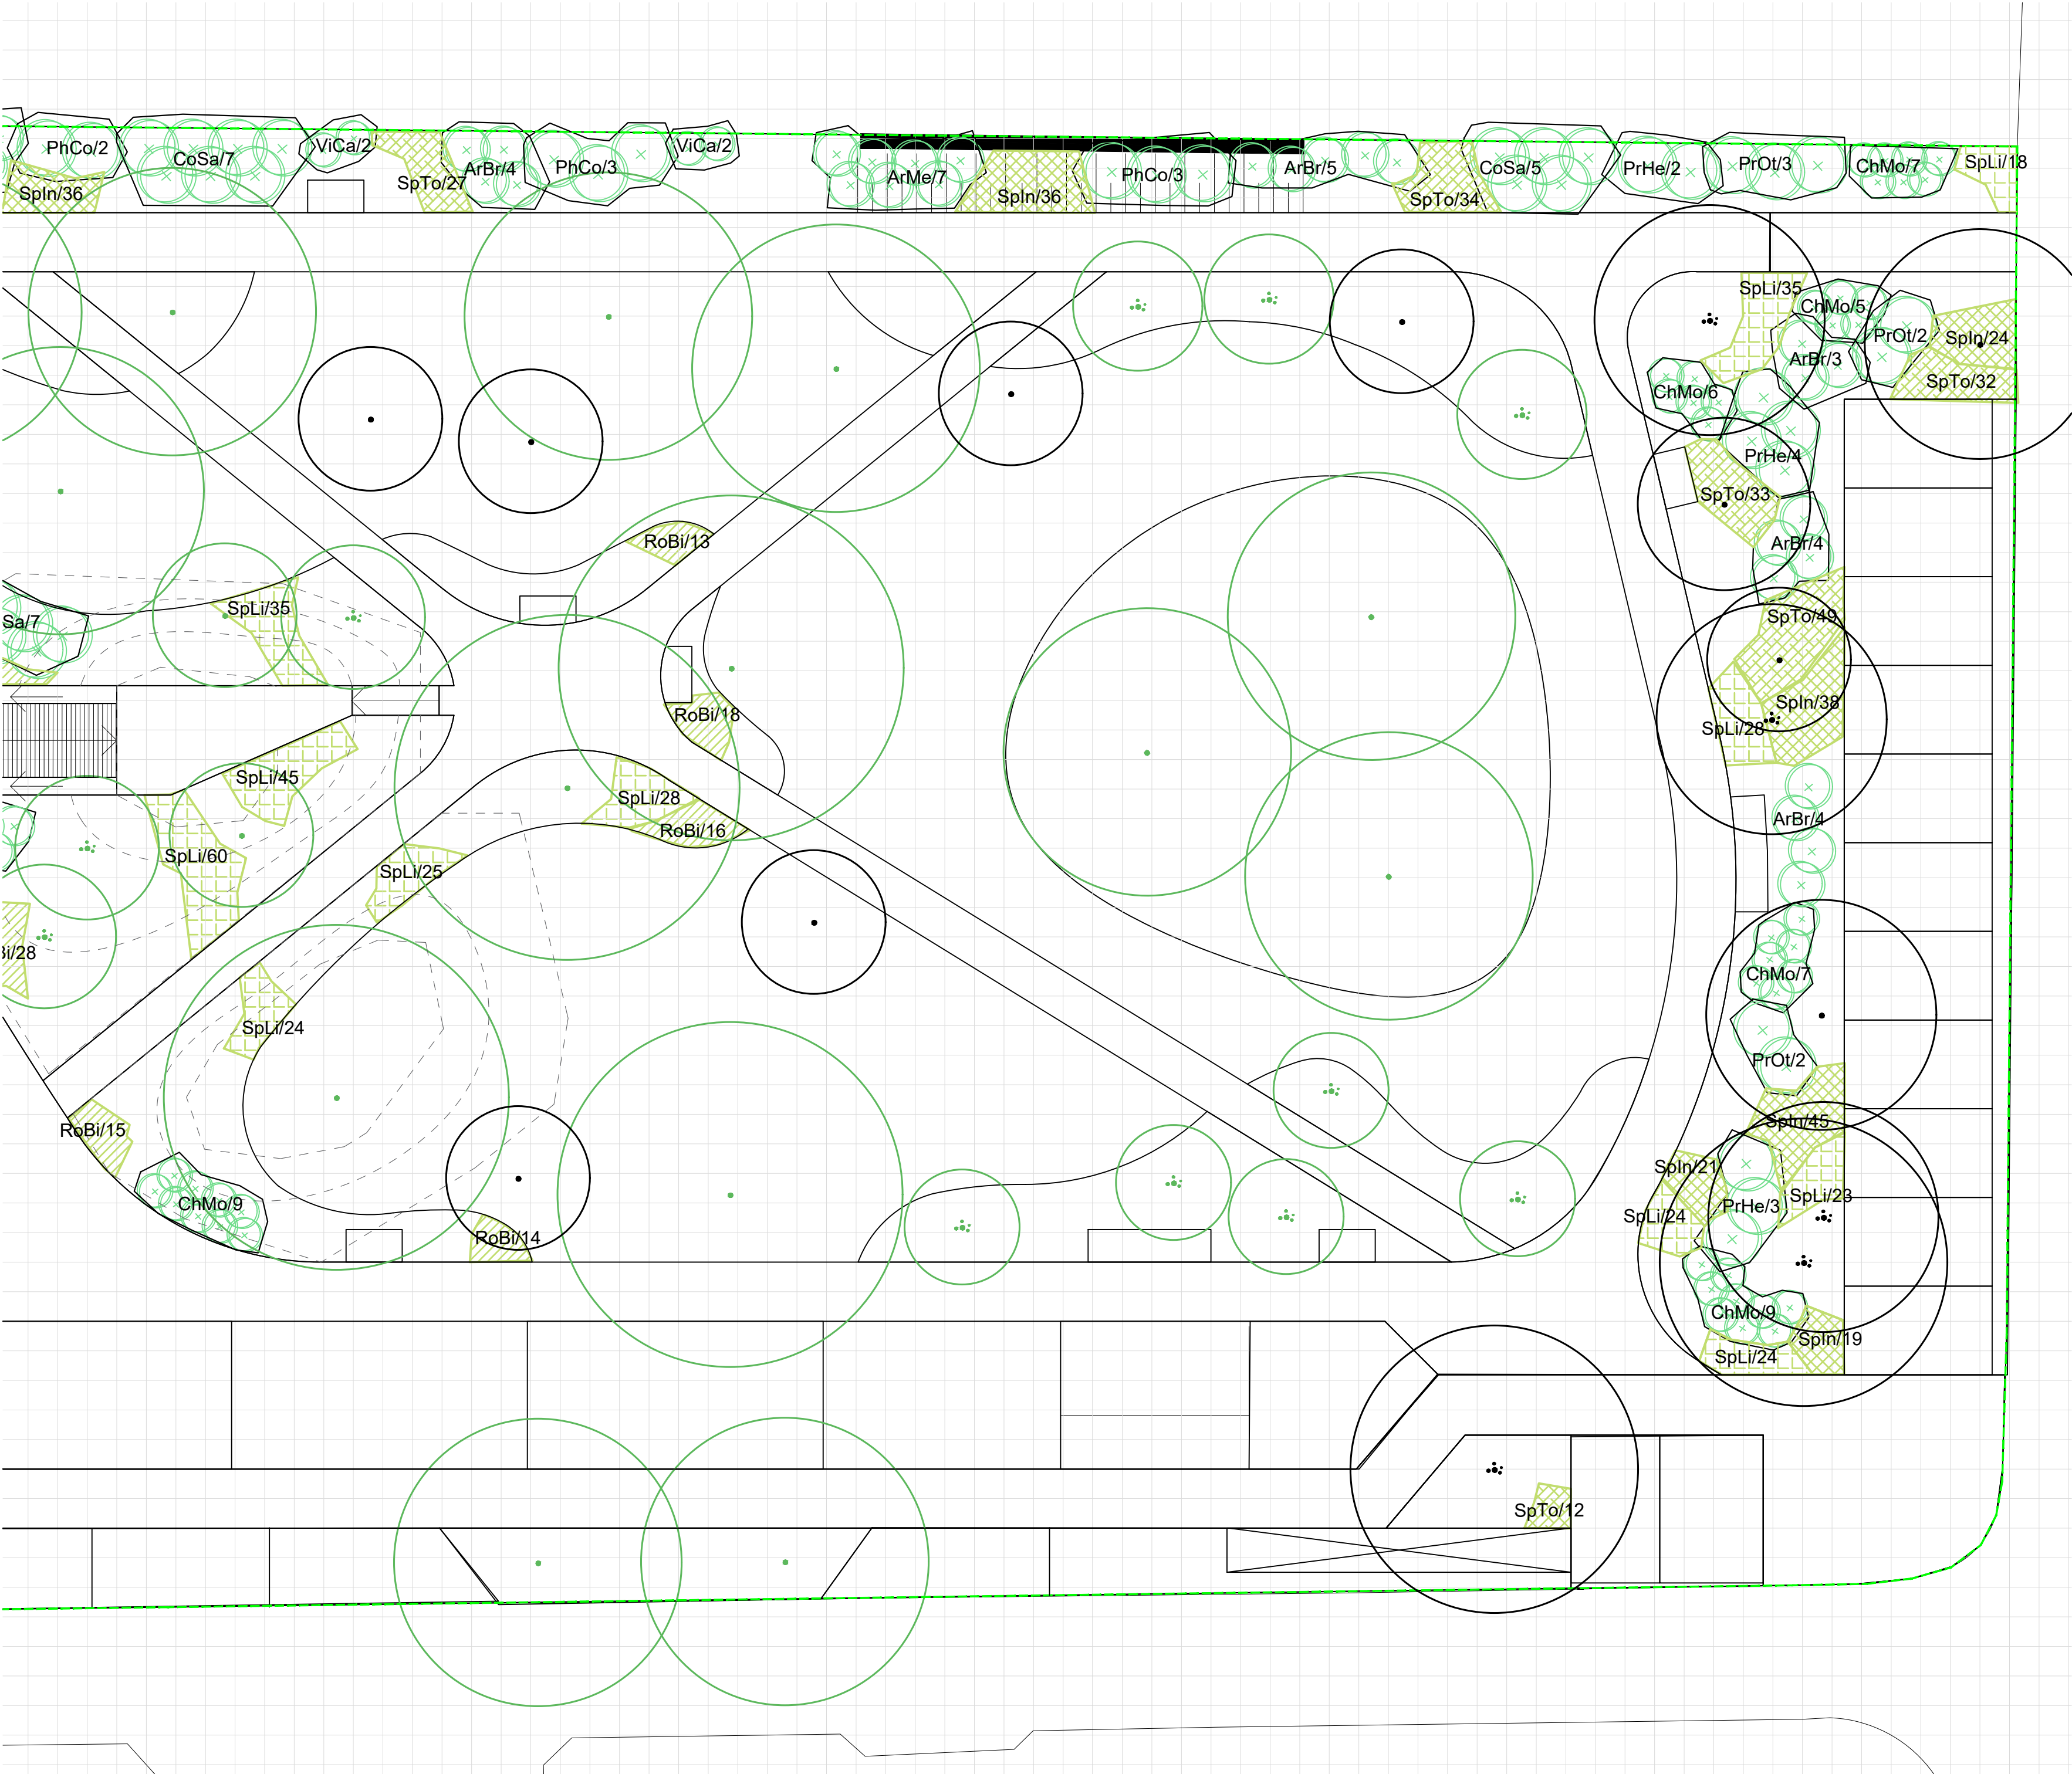 PhCo/2
CoSa/7
ViCa/2
SpTo/27
ArBr/4
PhCo/3
ViCa/2
ArMe/7
SpIn/36
PhCo/3
ArBr/5
SpTo/34
CoSa/5
PrHe/2
PrOt/3
ChMo/7
SpLi/18
SpIn/36
SpLi/35
ChMo/5
PrOt/2
SpIn/24
ArBr/3
SpTo/32
ChMo/6
PrHe/4
SpTo/33
RoBi/13
ArBr/4
SpLi/35
Sa/7
SpTo/49
SpIn/38
RoBi/18
SpLi/28
SpLi/45
SpLi/28
RoBi/16
ArBr/4
SpLi/60
SpLi/25
Bi/28
ChMo/7
SpLi/24
PrOt/2
RoBi/15
SpIn/45
SpIn/21
SpLi/23
ChMo/9
PrHe/3
SpLi/24
RoBi/14
ChMo/9
SpIn/19
SpLi/24
SpTo/12